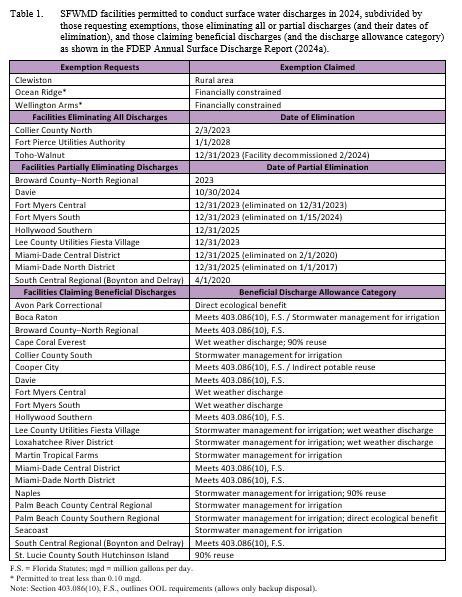 Table 1. SFWMD facilities permitted to conduct surface water discharges in 2024, subdivided by
those requesting exemptions, those eliminating all or partial discharges (and their dates of
elimination), and those claiming beneficial discharges (and the discharge allowance category)
as shown in the FDEP Annual Surface Discharge Report (2024a).
Exemption Requests Exemption Claimed
Clewiston Rural area
Ocean Ridge* Financially constrained
Wellington Arms* Financially constrained
Facilities Eliminating All Discharges Date of Elimination
Collier County North 2/3/2023
Fort Pierce Utilities Authority 1/1/2028
Toho-Walnut 12/31/2023 (Facility decommissioned 2/2024)
Facilities Partially Eliminating Discharges Date of Partial Elimination
Broward County–North Regional 2023
Davie 10/30/2024
Fort Myers Central 12/31/2023 (eliminated on 12/31/2023)
Fort Myers South 12/31/2023 (eliminated on 1/15/2024)
Hollywood Southern 12/31/2025
Lee County Utilities Fiesta Village 12/31/2023
Miami-Dade Central District 12/31/2025 (eliminated on 2/1/2020)
Miami-Dade North District 12/31/2025 (eliminated on 1/1/2017)
South Central Regional (Boynton and Delray) 4/1/2020
Facilities Claiming Beneficial Discharges Beneficial Discharge Allowance Category
Avon Park Correctional Direct ecological benefit
Boca Raton Meets 403.086(10), F.S. / Stormwater management for irrigation
Broward County–North Regional Meets 403.086(10), F.S.
Cape Coral Everest Wet weather discharge; 90% reuse
Collier County South Stormwater management for irrigation
Cooper City Meets 403.086(10), F.S. / Indirect potable reuse
Davie Meets 403.086(10), F.S.
Fort Myers Central Wet weather discharge
Fort Myers South Wet weather discharge
Hollywood Southern Meets 403.086(10), F.S.
Lee County Utilities Fiesta Village Stormwater management for irrigation; wet weather discharge
Loxahatchee River District Stormwater management for irrigation; wet weather discharge
Martin Tropical Farms Stormwater management for irrigation
Miami-Dade Central District Meets 403.086(10), F.S.
Miami-Dade North District Meets 403.086(10), F.S.
Naples Stormwater management for irrigation; 90% reuse
Palm Beach County Central Regional Stormwater management for irrigation
Palm Beach County Southern Regional Stormwater management for irrigation; direct ecological benefit
Seacoast Stormwater management for irrigation
South Central Regional (Boynton and Delray) Meets 403.086(10), F.S.
St. Lucie County South Hutchinson Island 90% reuse
F.S. = Florida Statutes; mgd = million gallons per day.
* Permitted to treat less than 0.10 mgd.
Note: Section 403.086(10), F.S., outlines OOL requirements (allows only backup disposal).